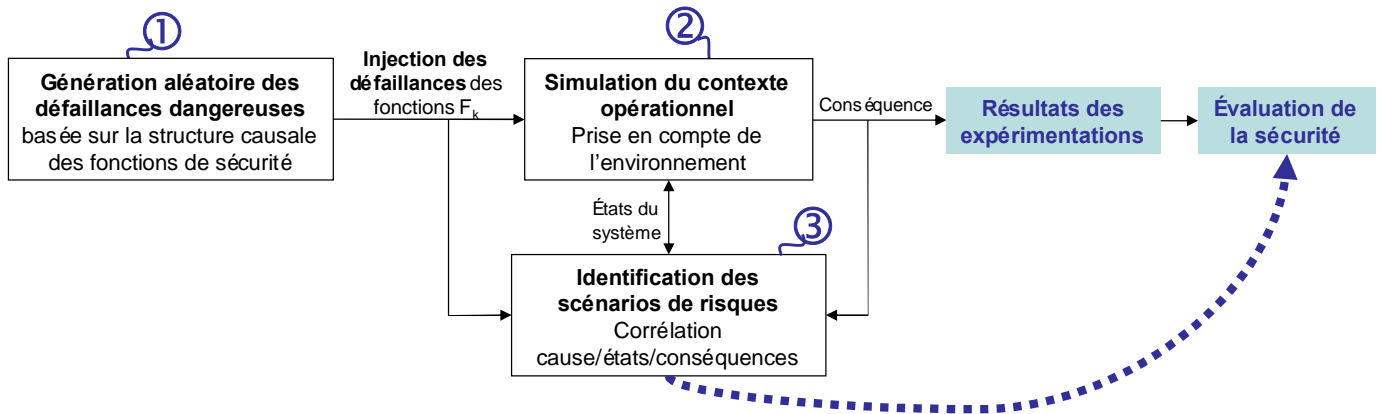 ①
Génération aléatoire des
défaillances dangereuses
basée sur la structure causale
des fonctions de sécurité
Injection des
défaillances des
fonctions Fk
②
Simulation du contexte
opérationnel
Prise en compte de
l'environnement
Conséquence
Résultats des
expérimentations
Évaluation de
la sécurité
États du
système
③
Identification des
scénarios de risques
Corrélation
cause/états/conséquences